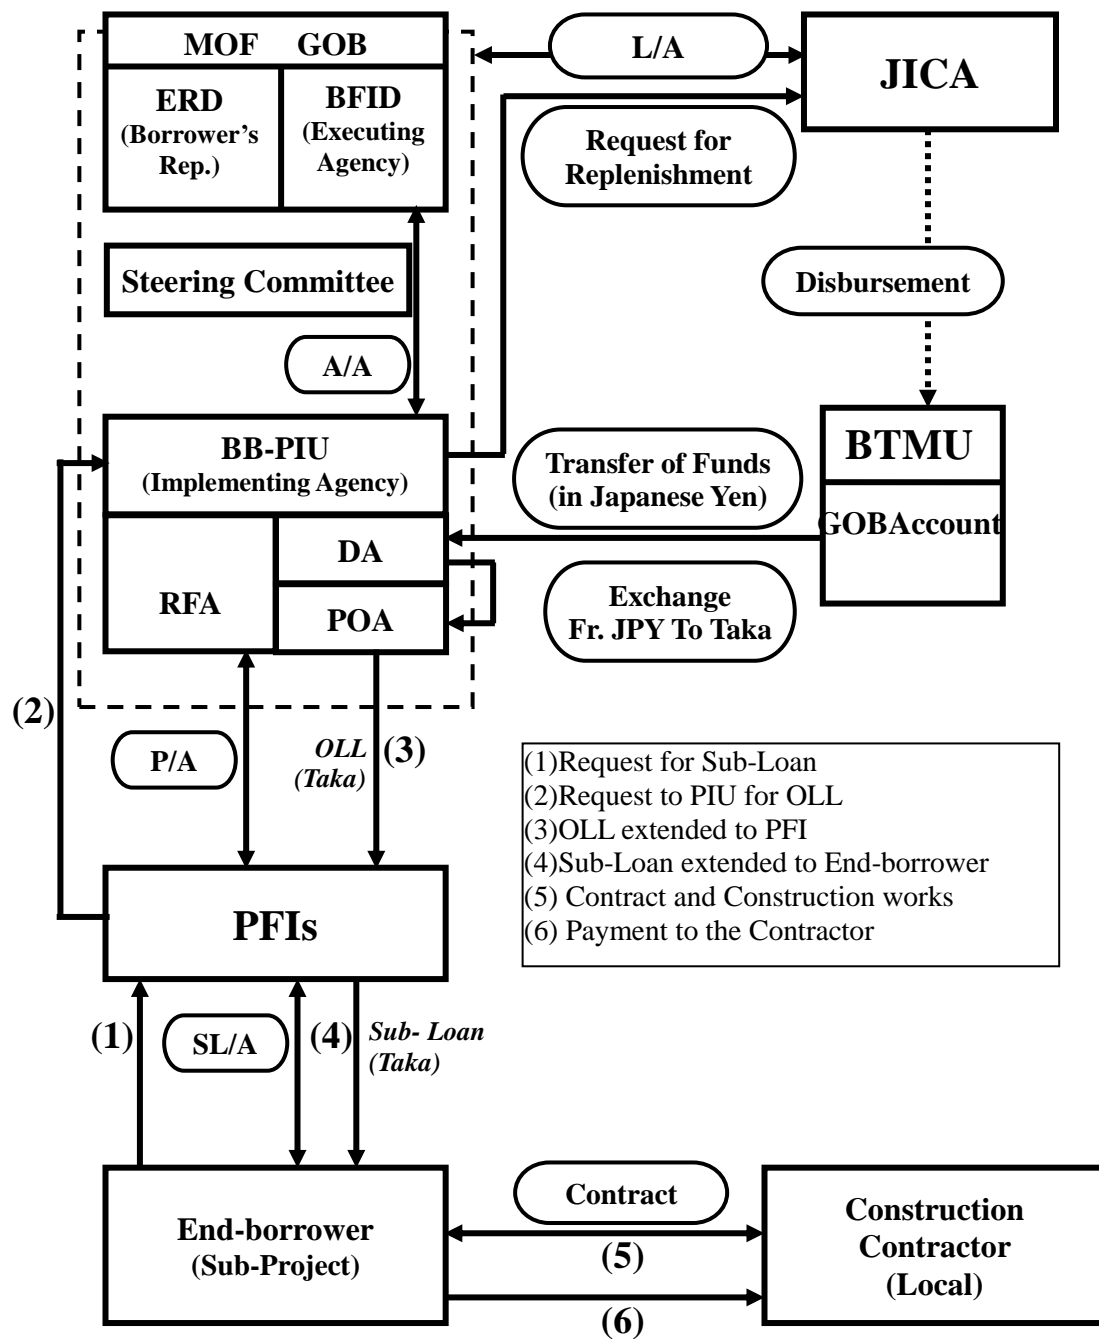 MOF GOB
ERD
(Borrower's
Rep.)
BFID
(Executing
Agency)
L/A
JICA
Request for
Replenishment
Steering Committee
Disbursement
A/A
BB-PIU
(Implementing Agency)
Transfer of Funds
(in Japanese Yen)
BTMU
GOBAccount
DA
RFA
POA
Exchange
Fr. JPY To Taka
(2)
P/A
OLL
(Taka)
(3)
(1)Request for Sub-Loan
(2)Request to PIU for OLL
(3)OLL extended to PFI
(4)Sub-Loan extended to End-borrower
(5) Contract and Construction works
(6) Payment to the Contractor
PFIs
(1)
SL/A
(4)
Sub- Loan
(Taka)
End-borrower
(Sub-Project)
Contract
(5)
(6)
Construction
Contractor
(Local)